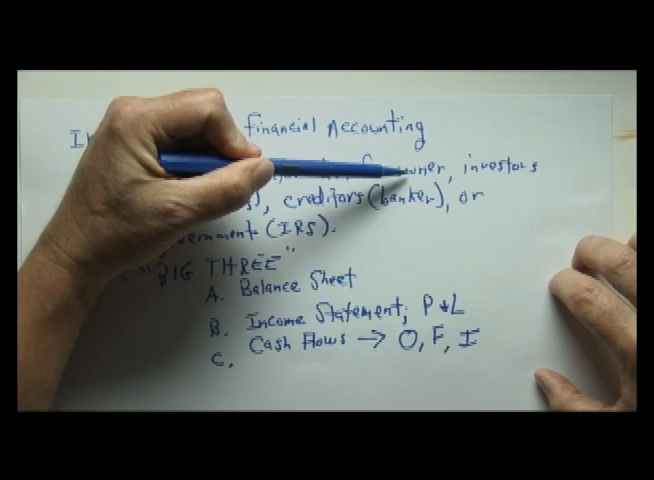 Financial Accounting
owner, investors
creditors (banker), or
(IRS).
"BIG THREE"
A. Balance Sheet
B. Income Statement; P & L
C. Cash Flows → O, F, I